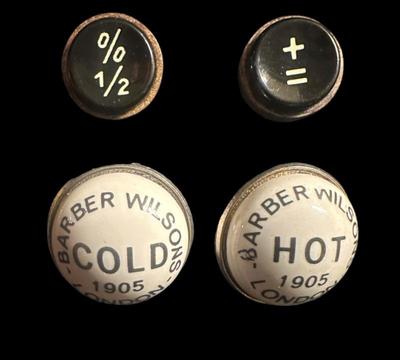 %
1/2
+
=
-BARBER WILSONS-
COLD
1905
LONDON
-BARBER WILSONS
HOT
1905
LONDON